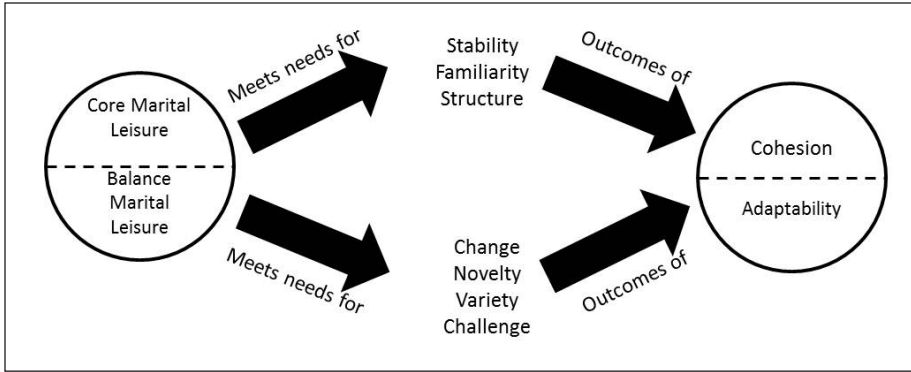 Core Marital
Leisure
Balance
Marital
Leisure
Meets needs for
Meets needs for
Stability
Familiarity
Structure
Change
Novelty
Variety
Challenge
Outcomes of
Outcomes of
Cohesion
Adaptability